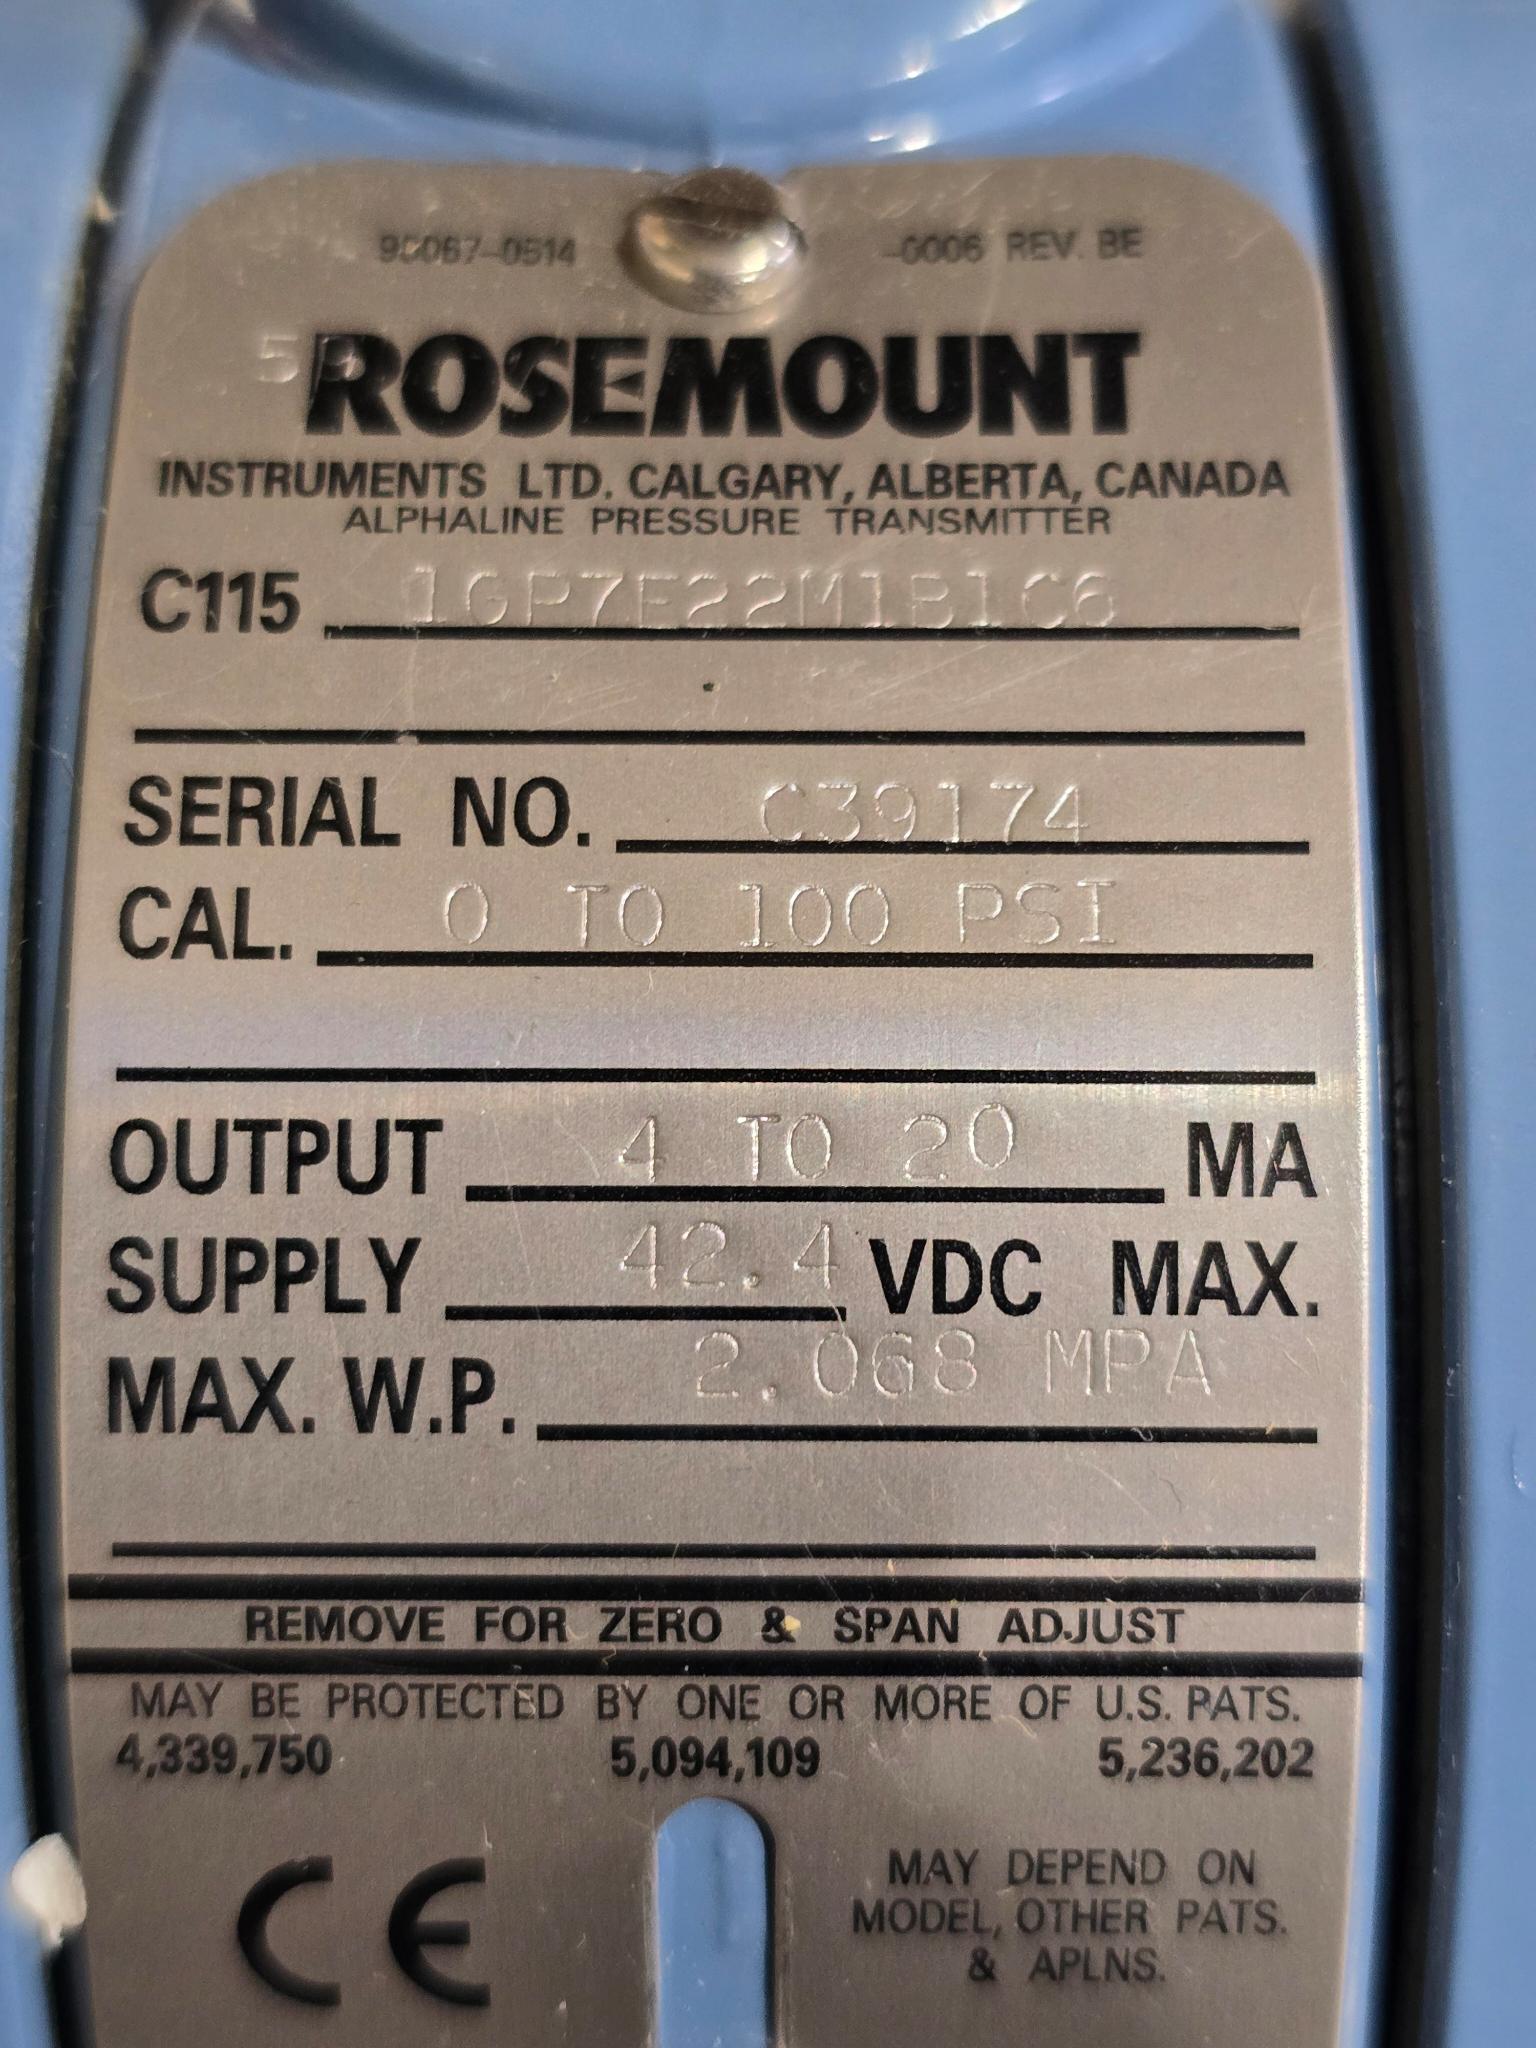 -0006 REV. BE
ROSEMOUNT
INSTRUMENTS LTD. CALGARY, ALBERTA, CANADA
ALPHALINE PRESSURE TRANSMITTER
C115 1GP7E22M1B1C6
SERIAL NO. C39174
CAL. 0 TO 100 PSI
OUTPUT 4 TO 20 MA
SUPPLY 42.4 VDC MAX.
MAX. W.P. 2.068 MPA
REMOVE FOR ZERO & SPAN ADJUST
MAY BE PROTECTED BY ONE OR MORE OF U.S. PATS.
4,339,750 5,094,109 5,236,202
CE
MAY DEPEND ON
MODEL, OTHER PATS.
& APLNS.